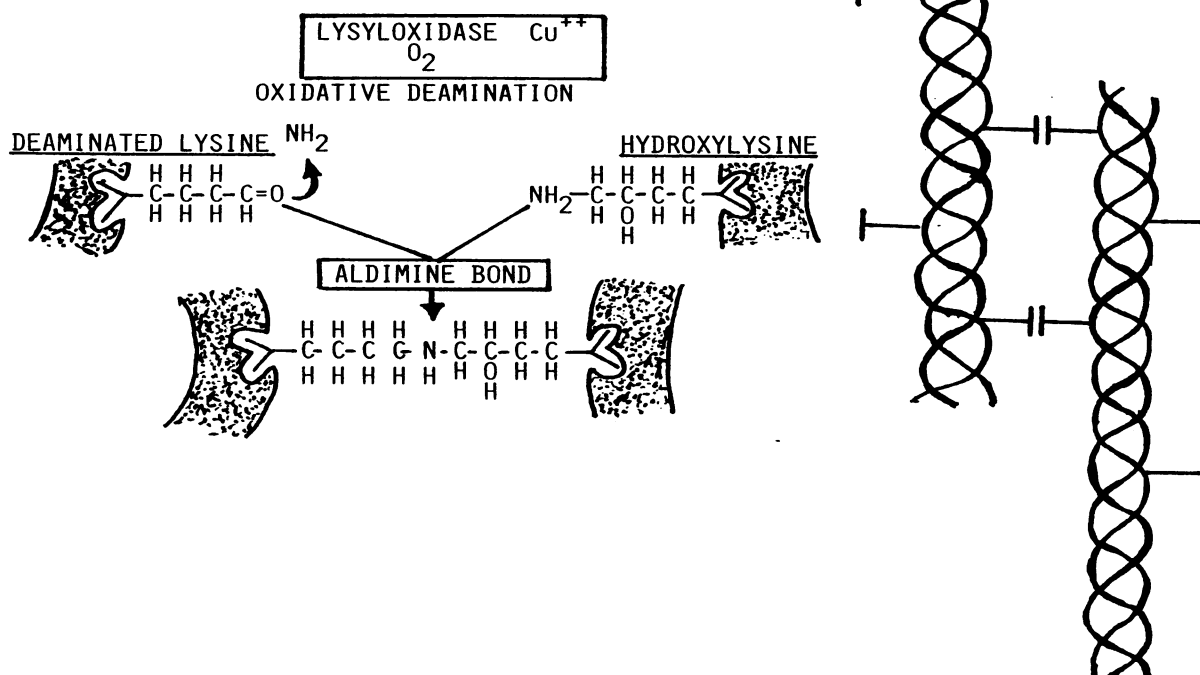 LYSYLOXIDASE Cu++
O2
OXIDATIVE DEAMINATION
DEAMINATED LYSINE NH2
HYDROXYLYSINE
H H H
C-C-C-C=O
H H H H
H H H H
NH2-C-C-C-C
H O H H
H
ALDIMINE BOND
H H H H H H H H
C-C-C-C-N-C-C-C-C
H H H H H H O H H
H